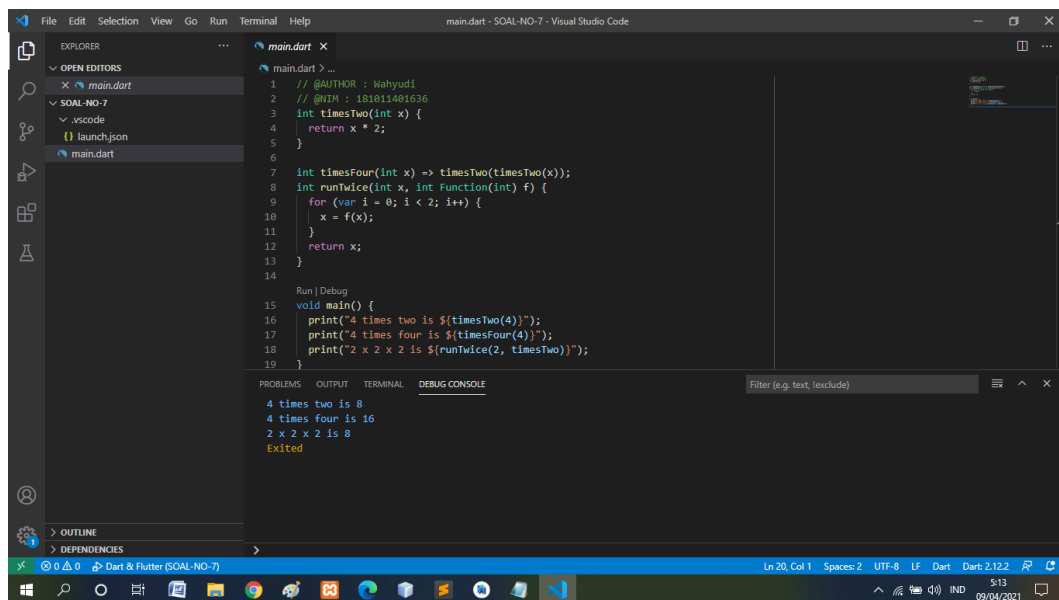 File Edit Selection View Go Run Terminal Help main.dart - SOAL-NO-7 - Visual Studio Code
EXPLORER
main.dart
OPEN EDITORS
main.dart
SOAL-NO-7
.vscode
{} launch.json
main.dart
main.dart > ...
1 // @AUTHOR : Wahyudi
2 // @NIM : 181011401636
3 int timesTwo(int x) {
4 return x * 2;
5 }
6
7 int timesFour(int x) => timesTwo(timesTwo(x));
8 int runTwice(int x, int Function(int) f) {
9 for (var i = 0; i < 2; i++) {
10 x = f(x);
11 }
12 return x;
13 }
14
Run | Debug
15 void main() {
16 print("4 times two is ${timesTwo(4)}");
17 print("4 times four is ${timesFour(4)}");
18 print("2 x 2 x 2 is ${runTwice(2, timesTwo)}");
19 }
PROBLEMS OUTPUT TERMINAL DEBUG CONSOLE Filter (e.g. text, !exclude)
4 times two is 8
4 times four is 16
2 x 2 x 2 is 8
Exited
OUTLINE
DEPENDENCIES
1
0 0 Dart & Flutter (SOAL-NO-7) Ln 20, Col 1 Spaces: 2 UTF-8 LF Dart Dart: 2.12.2
IND 5:13
09/04/2021